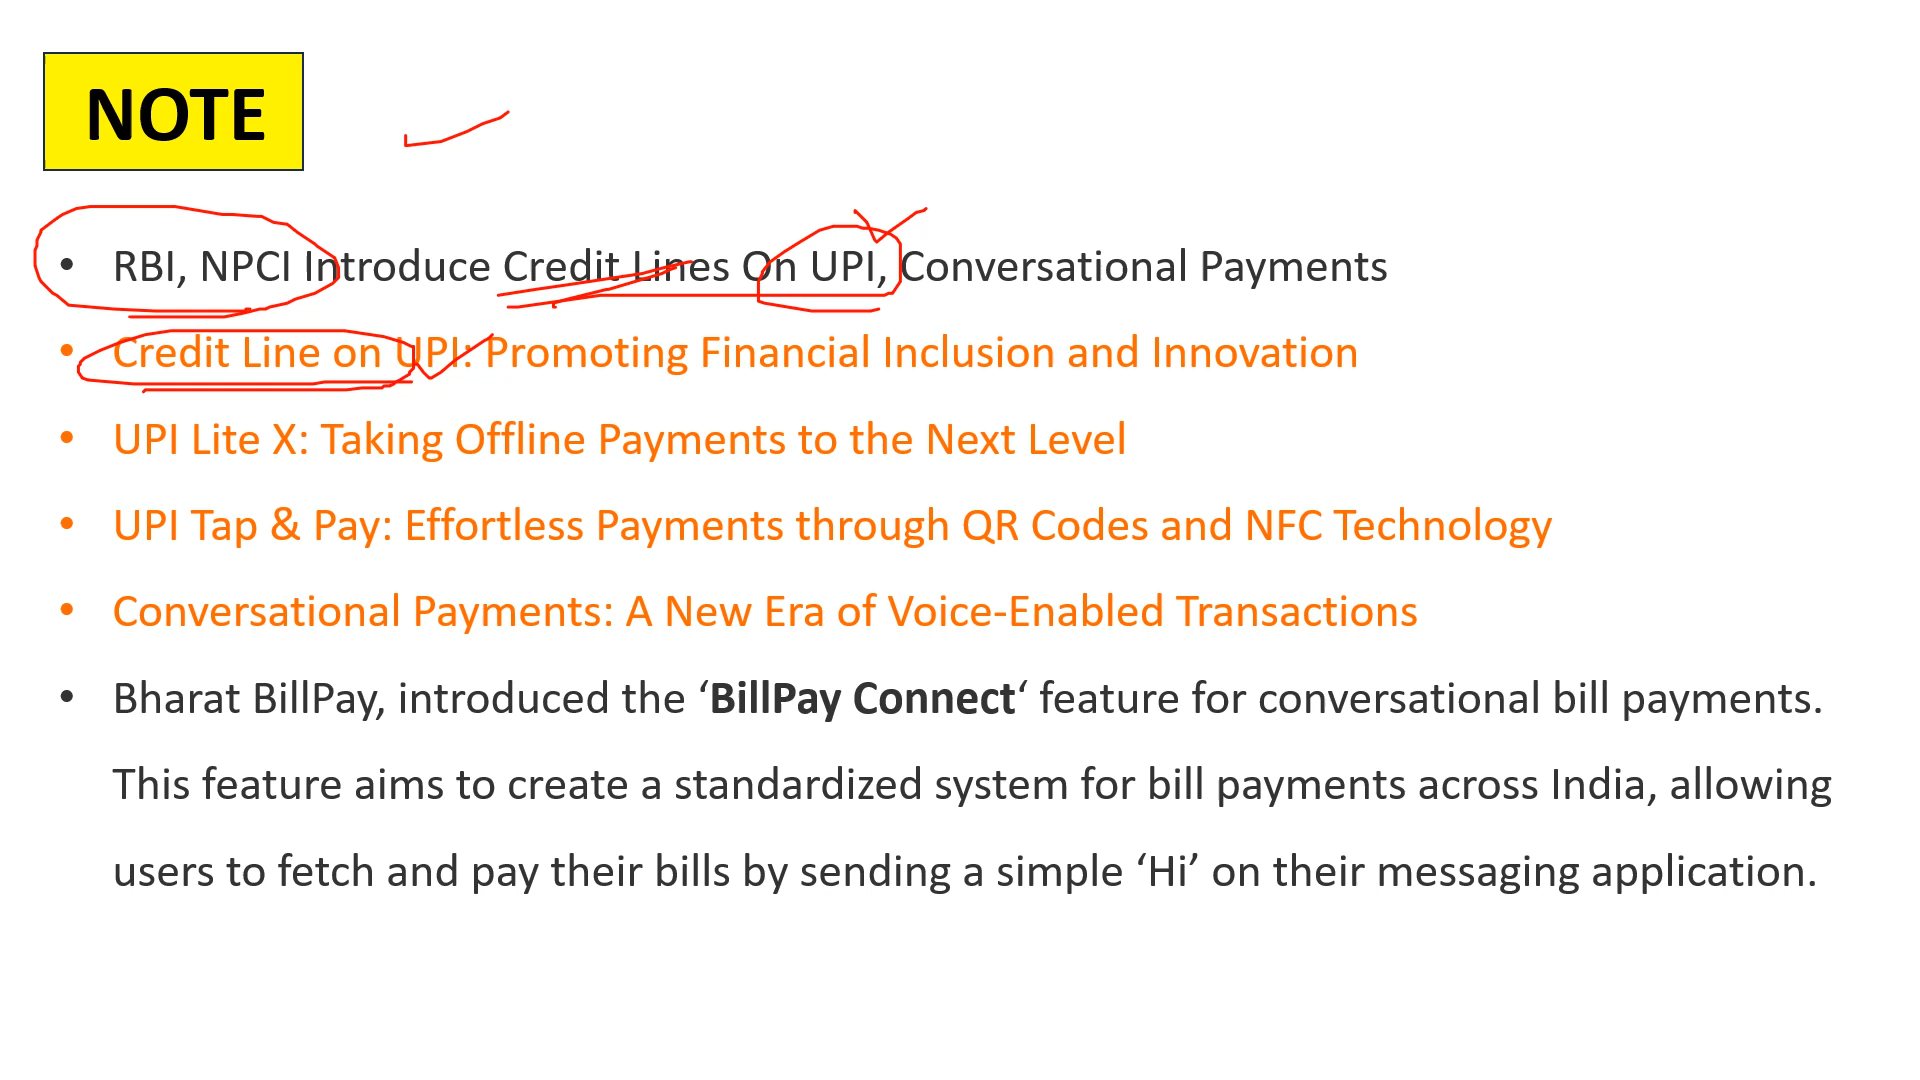 NOTE
• RBI, NPCI Introduce Credit Lines On UPI, Conversational Payments
• Credit Line on UPI: Promoting Financial Inclusion and Innovation
• UPI Lite X: Taking Offline Payments to the Next Level
• UPI Tap & Pay: Effortless Payments through QR Codes and NFC Technology
• Conversational Payments: A New Era of Voice-Enabled Transactions
• Bharat BillPay, introduced the ‘BillPay Connect‘ feature for conversational bill payments.
This feature aims to create a standardized system for bill payments across India, allowing
users to fetch and pay their bills by sending a simple ‘Hi’ on their messaging application.